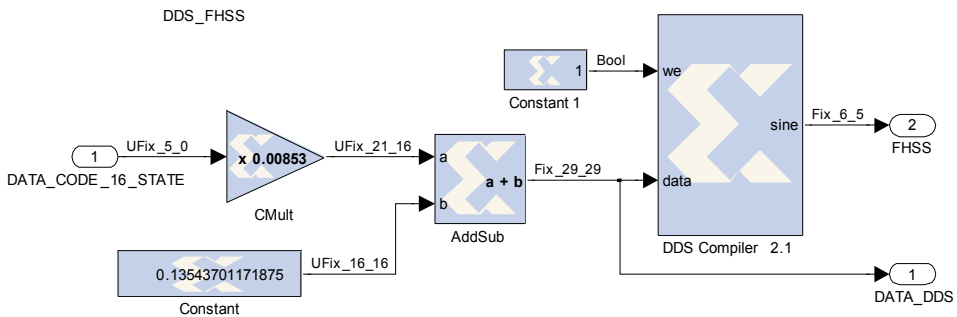 DDS_FHSS
1
Bool
we
Constant 1
sine
Fix_6_5
2
FHSS
1
UFix_5_0
x 0.00853
UFix_21_16
a
a + b
Fix_29_29
data
DATA_CODE_16_STATE
CMult
b
AddSub
DDS Compiler 2.1
0.13543701171875
UFix_16_16
Constant
1
DATA_DDS